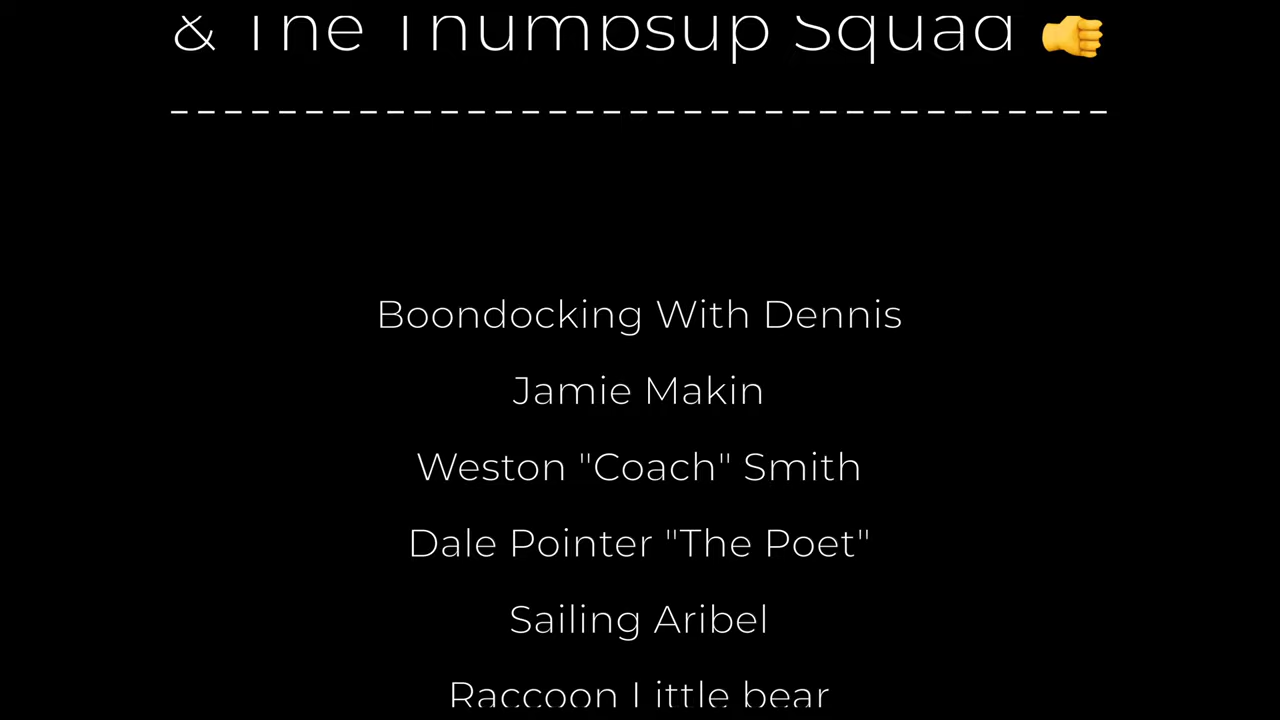 & The Thumbsup Squad 👊
-----------------------------------
Boondocking With Dennis
Jamie Makin
Weston "Coach" Smith
Dale Pointer "The Poet"
Sailing Aribel
Raccoon Little bear